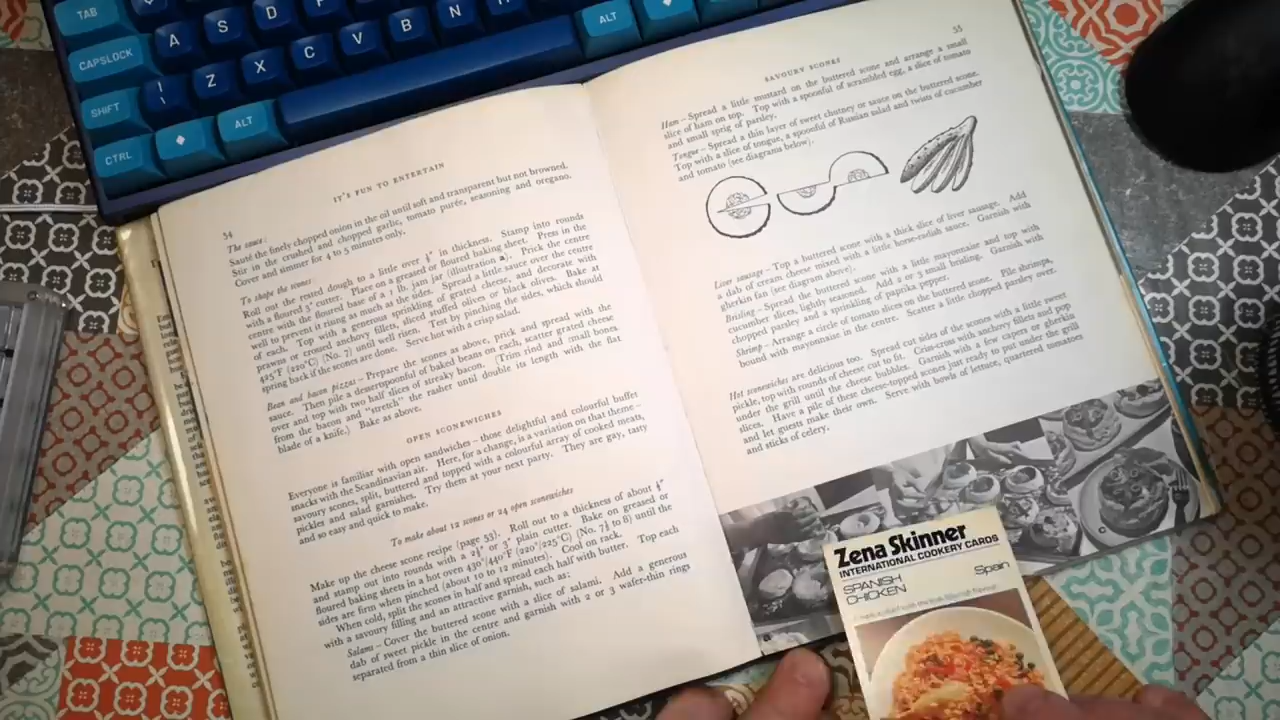 TAB
A S D F
CAPSLOCK
Z X C V B N
SHIFT
ALT
ALT
CTRL
54
IT'S FUN TO ENTERTAIN
The sauce:
Sauté the finely chopped onion in the oil until soft and transparent but not browned.
Stir in the crushed and chopped garlic, tomato purée, seasoning and oregano.
Cover and simmer for 4 to 5 minutes only.
To shape the scones:
Roll out the rested dough to a little over ¼" in thickness. Stamp into rounds
with a floured 3" cutter. Place on a greased or floured baking sheet. Press in the
centre with the floured base of a 1 lb. jam jar (illustration a). Prick the centre
well to prevent it rising as much as the sides. Spread a little sauce over the centre
of each. Top with a generous sprinkling of grated cheese, and decorate with
prawns or crossed anchovy fillets, sliced stuffed olives or black olives. Bake at
425°F (220°C) (No. 7) until well risen. Test by pinching the sides, which should
spring back if the scones are done. Serve hot with a crisp salad.
Bean and bacon pizzas – Prepare the scones as above, prick and spread with the
sauce. Then pile a dessertspoonful of baked beans on each, scatter grated cheese
over and top with two half slices of streaky bacon. (Trim rind and small bones
from the bacon and "stretch" the rasher until double its length with the flat
blade of a knife.) Bake as above.
OPEN SCONEWICHES
Everyone is familiar with open sandwiches – those delightful and colourful buffet
snacks with the Scandinavian air. Here, for a change, is a variation on that theme –
savoury scones, split, buttered and topped with a colourful array of cooked meats,
pickles and salad garnishes. Try them at your next party. They are gay, tasty
and so easy and quick to make.
To make about 12 scones or 24 open sconewiches
Make up the cheese scone recipe (page 53). Roll out to a thickness of about ½"
and stamp out into rounds with a 2½" or 3" plain cutter. Bake on greased or
floured baking sheets in a hot oven 430°/440°F (220°/225°C) (No. 7½ to 8) until the
sides are firm when pinched (about 10 to 12 minutes). Cool on rack.
When cold, split the scones in half and spread each half with butter. Top each
with a savoury filling and an attractive garnish, such as:
Salami – Cover the buttered scone with a slice of salami. Add a generous
dab of sweet pickle in the centre and garnish with 2 or 3 wafer-thin rings
separated from a thin slice of onion.
SAVOURY SCONES
55
Ham – Spread a little mustard on the buttered scone and arrange a small
slice of ham on top. Top with a spoonful of scrambled egg, a slice of tomato
and small sprig of parsley.
Tongue – Spread a thin layer of sweet chutney or sauce on the buttered scone.
Top with a slice of tongue, a spoonful of Russian salad and twists of cucumber
and tomato (see diagrams below).
Liver sausage – Top a buttered scone with a thick slice of liver sausage. Add
a dab of cream cheese mixed with a little horse-radish sauce. Garnish with
gherkin fan (see diagram above).
Brisling – Spread the buttered scone with a little mayonnaise and top with
cucumber slices, lightly seasoned. Add 2 or 3 small brisling. Garnish with
chopped parsley and a sprinkling of paprika pepper.
Shrimp – Arrange a circle of tomato slices on the buttered scone. Pile shrimps,
bound with mayonnaise in the centre. Scatter a little chopped parsley over.
Hot sconewiches are delicious too. Spread cut sides of the scones with a little sweet
pickle, top with rounds of cheese cut to fit. Criss-cross with anchovy fillets and pop
under the grill until the cheese bubbles. Garnish with a few capers or gherkin
slices. Have a pile of these cheese-topped scones just ready to put under the grill
and let guests make their own. Serve with bowls of lettuce, quartered tomatoes
and sticks of celery.
Zena Skinner
INTERNATIONAL COOKERY CARDS
SPANISH
CHICKEN
Spain